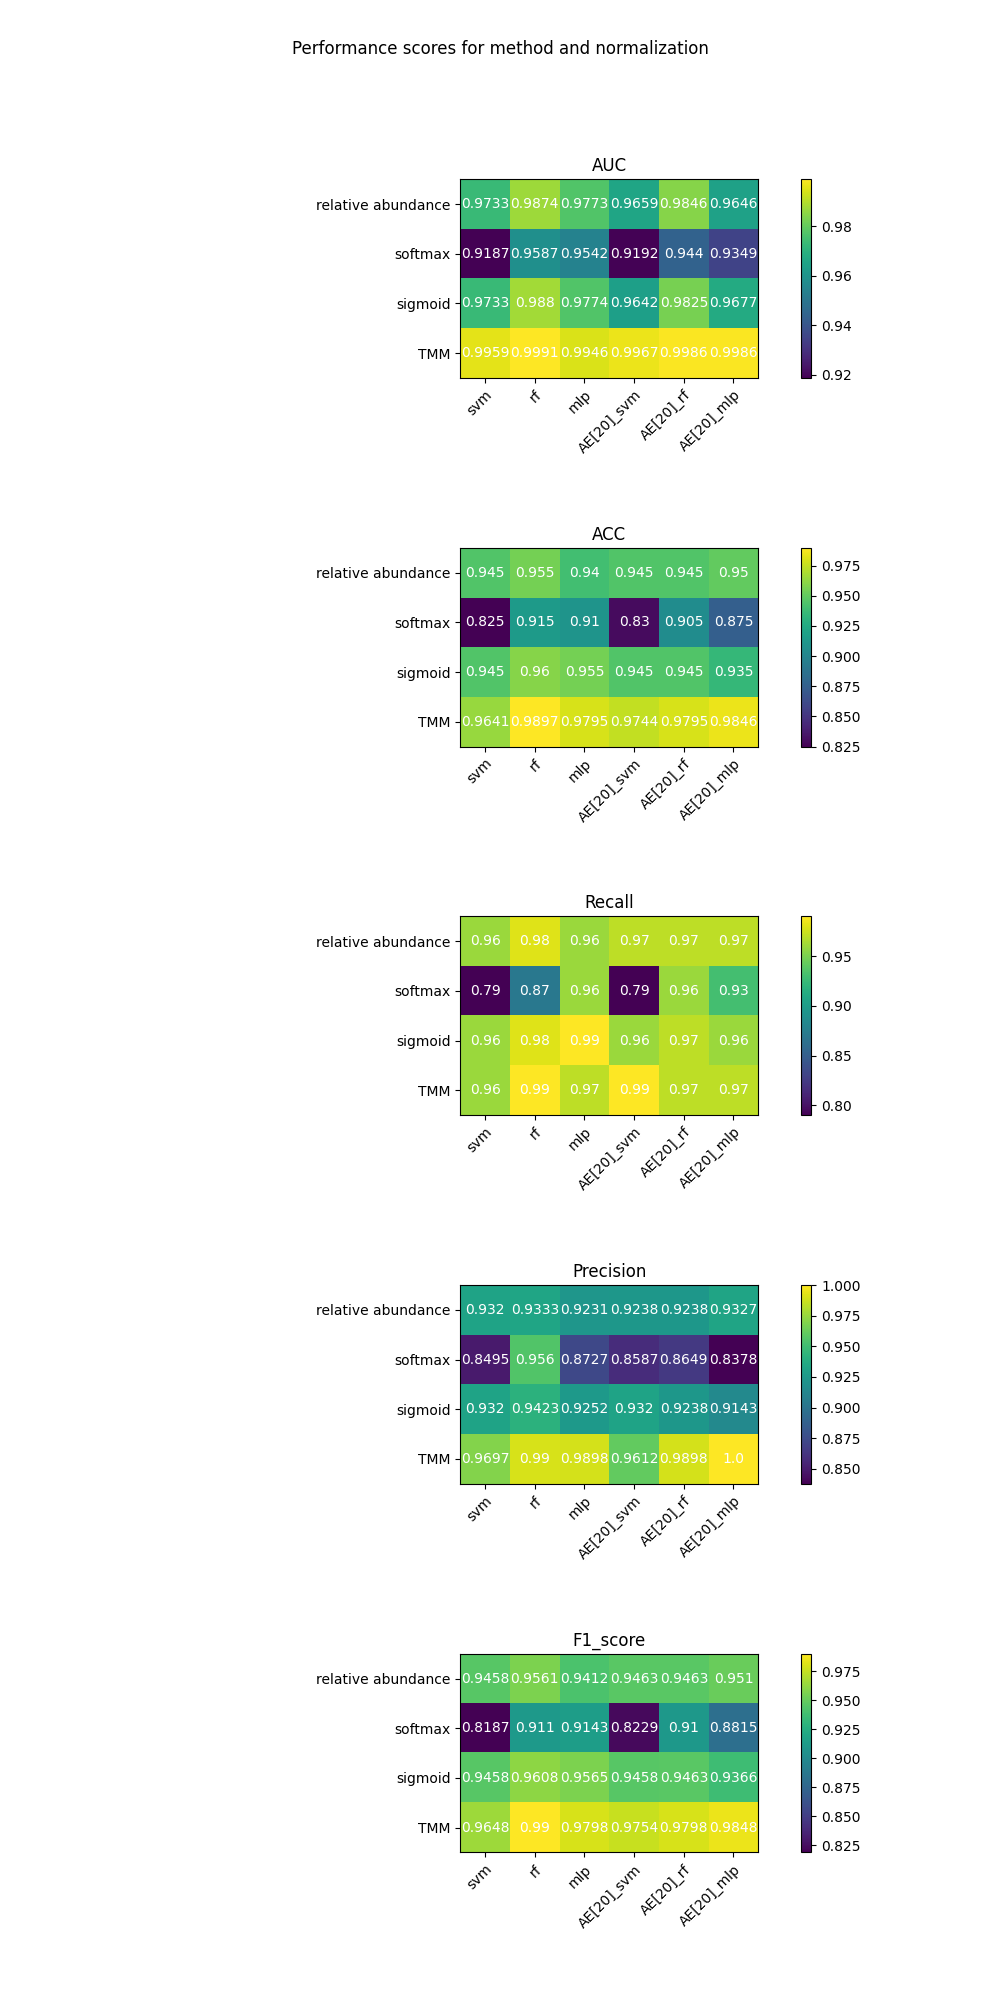 Performance scores for method and normalization
AUC
relative abundance 0.9733 0.9874 0.9773 0.9659 0.9846 0.9646
softmax 0.9187 0.9587 0.9542 0.9192 0.944 0.9349
sigmoid 0.9733 0.988 0.9774 0.9642 0.9825 0.9677
TMM 0.9959 0.9991 0.9946 0.9967 0.9986 0.9986
svm rf mlp AE[20]_svm AE[20]_rf AE[20]_mlp
0.98
0.96
0.94
0.92
ACC
relative abundance 0.945 0.955 0.94 0.945 0.945 0.95
softmax 0.825 0.915 0.91 0.83 0.905 0.875
sigmoid 0.945 0.96 0.955 0.945 0.945 0.935
TMM 0.9641 0.9897 0.9795 0.9744 0.9795 0.9846
svm rf mlp AE[20]_svm AE[20]_rf AE[20]_mlp
0.975
0.950
0.925
0.900
0.875
0.850
0.825
Recall
relative abundance 0.96 0.98 0.96 0.97 0.97 0.97
softmax 0.79 0.87 0.96 0.79 0.96 0.93
sigmoid 0.96 0.98 0.99 0.96 0.97 0.96
TMM 0.96 0.99 0.97 0.99 0.97 0.97
svm rf mlp AE[20]_svm AE[20]_rf AE[20]_mlp
0.95
0.90
0.85
0.80
Precision
relative abundance 0.932 0.9333 0.9231 0.9238 0.9238 0.9327
softmax 0.8495 0.956 0.8727 0.8587 0.8649 0.8378
sigmoid 0.932 0.9423 0.9252 0.932 0.9238 0.9143
TMM 0.9697 0.99 0.9898 0.9612 0.9898 1.0
svm rf mlp AE[20]_svm AE[20]_rf AE[20]_mlp
1.000
0.975
0.950
0.925
0.900
0.875
0.850
F1_score
relative abundance 0.9458 0.9561 0.9412 0.9463 0.9463 0.951
softmax 0.8187 0.911 0.9143 0.8229 0.91 0.8815
sigmoid 0.9458 0.9608 0.9565 0.9458 0.9463 0.9366
TMM 0.9648 0.99 0.9798 0.9754 0.9798 0.9848
svm rf mlp AE[20]_svm AE[20]_rf AE[20]_mlp
0.975
0.950
0.925
0.900
0.875
0.850
0.825